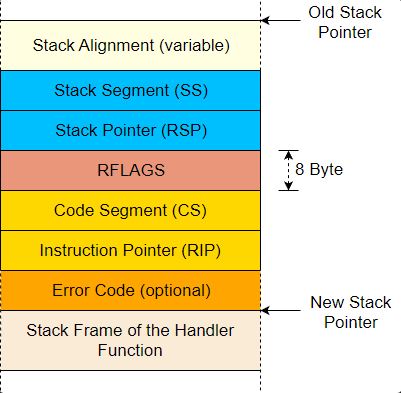 Old Stack
Pointer
Stack Alignment (variable)
Stack Segment (SS)
Stack Pointer (RSP)
RFLAGS
8 Byte
Code Segment (CS)
Instruction Pointer (RIP)
Error Code (optional)
New Stack
Pointer
Stack Frame of the Handler
Function